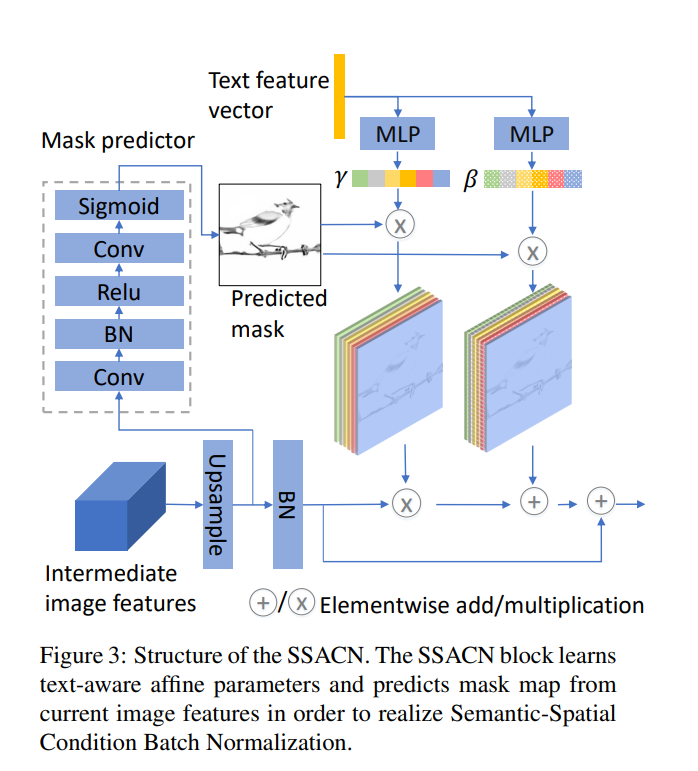 Text feature
vector
MLP
MLP
Mask predictor
γ
β
Sigmoid
Conv
Relu
BN
Conv
x
x
Predicted
mask
Upsample
BN
x
+
+
Intermediate
image features
+/x Elementwise add/multiplication
Figure 3: Structure of the SSACN. The SSACN block learns
text-aware affine parameters and predicts mask map from
current image features in order to realize Semantic-Spatial
Condition Batch Normalization.